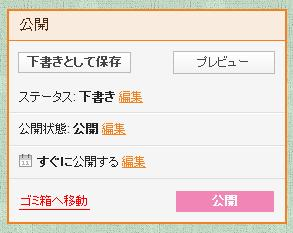 公開
下書きとして保存 プレビュー
ステータス: 下書き 編集
公開状態: 公開 編集
すぐに公開する 編集
ゴミ箱へ移動 公開